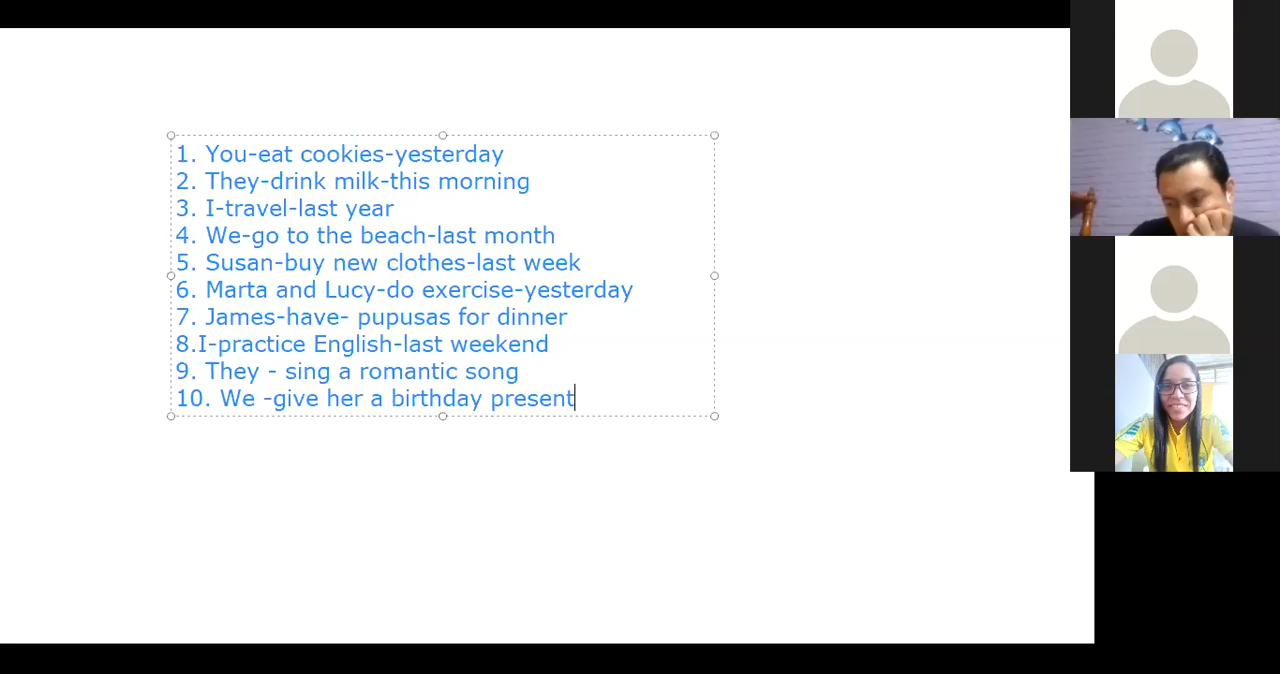 1. You-eat cookies-yesterday
2. They-drink milk-this morning
3. I-travel-last year
4. We-go to the beach-last month
5. Susan-buy new clothes-last week
6. Marta and Lucy-do exercise-yesterday
7. James-have- pupusas for dinner
8.I-practice English-last weekend
9. They - sing a romantic song
10. We -give her a birthday present